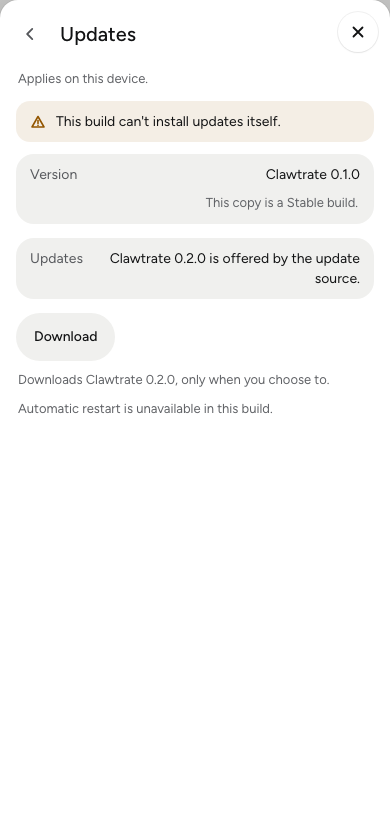 Updates
Applies on this device.
This build can't install updates itself.
Version
Clawtrate 0.1.0
This copy is a Stable build.
Updates
Clawtrate 0.2.0 is offered by the update
source.
Download
Downloads Clawtrate 0.2.0, only when you choose to.
Automatic restart is unavailable in this build.